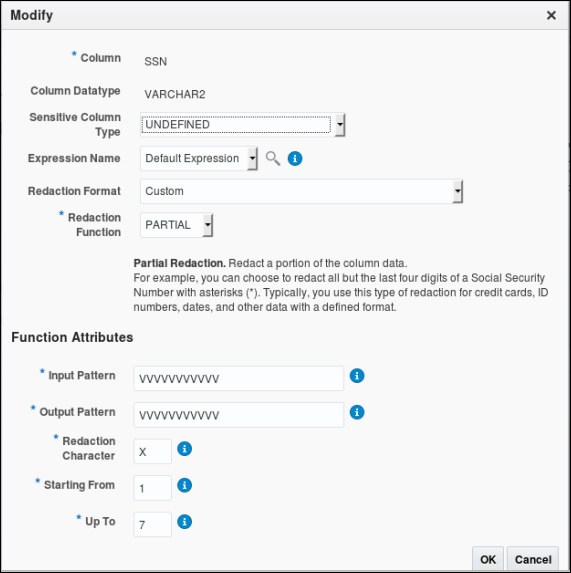 Modify
* Column SSN
Column Datatype VARCHAR2
Sensitive Column
Type
UNDEFINED
Expression Name Default Expression
Redaction Format Custom
* Redaction
Function
PARTIAL
Partial Redaction. Redact a portion of the column data.
For example, you can choose to redact all but the last four digits of a Social Security
Number with asterisks (*). Typically, you use this type of redaction for credit cards, ID
numbers, dates, and other data with a defined format.
Function Attributes
* Input Pattern VVVVVVVVVVV
* Output Pattern VVVVVVVVVVV
* Redaction
Character
X
* Starting From 1
* Up To 7
OK Cancel